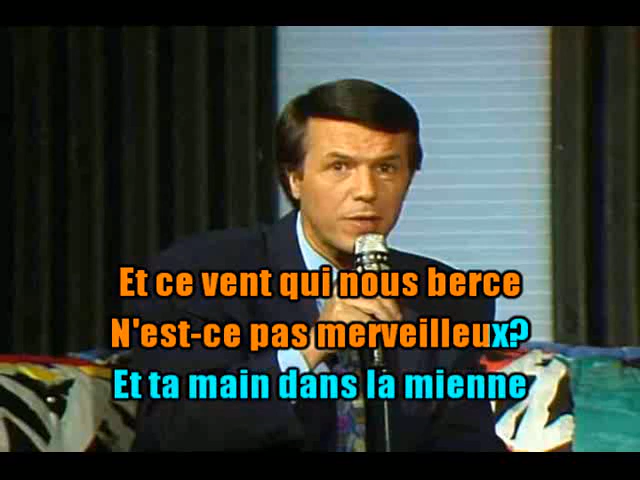 Et ce vent qui nous berce
N'est-ce pas merveilleux?
Et ta main dans la mienne